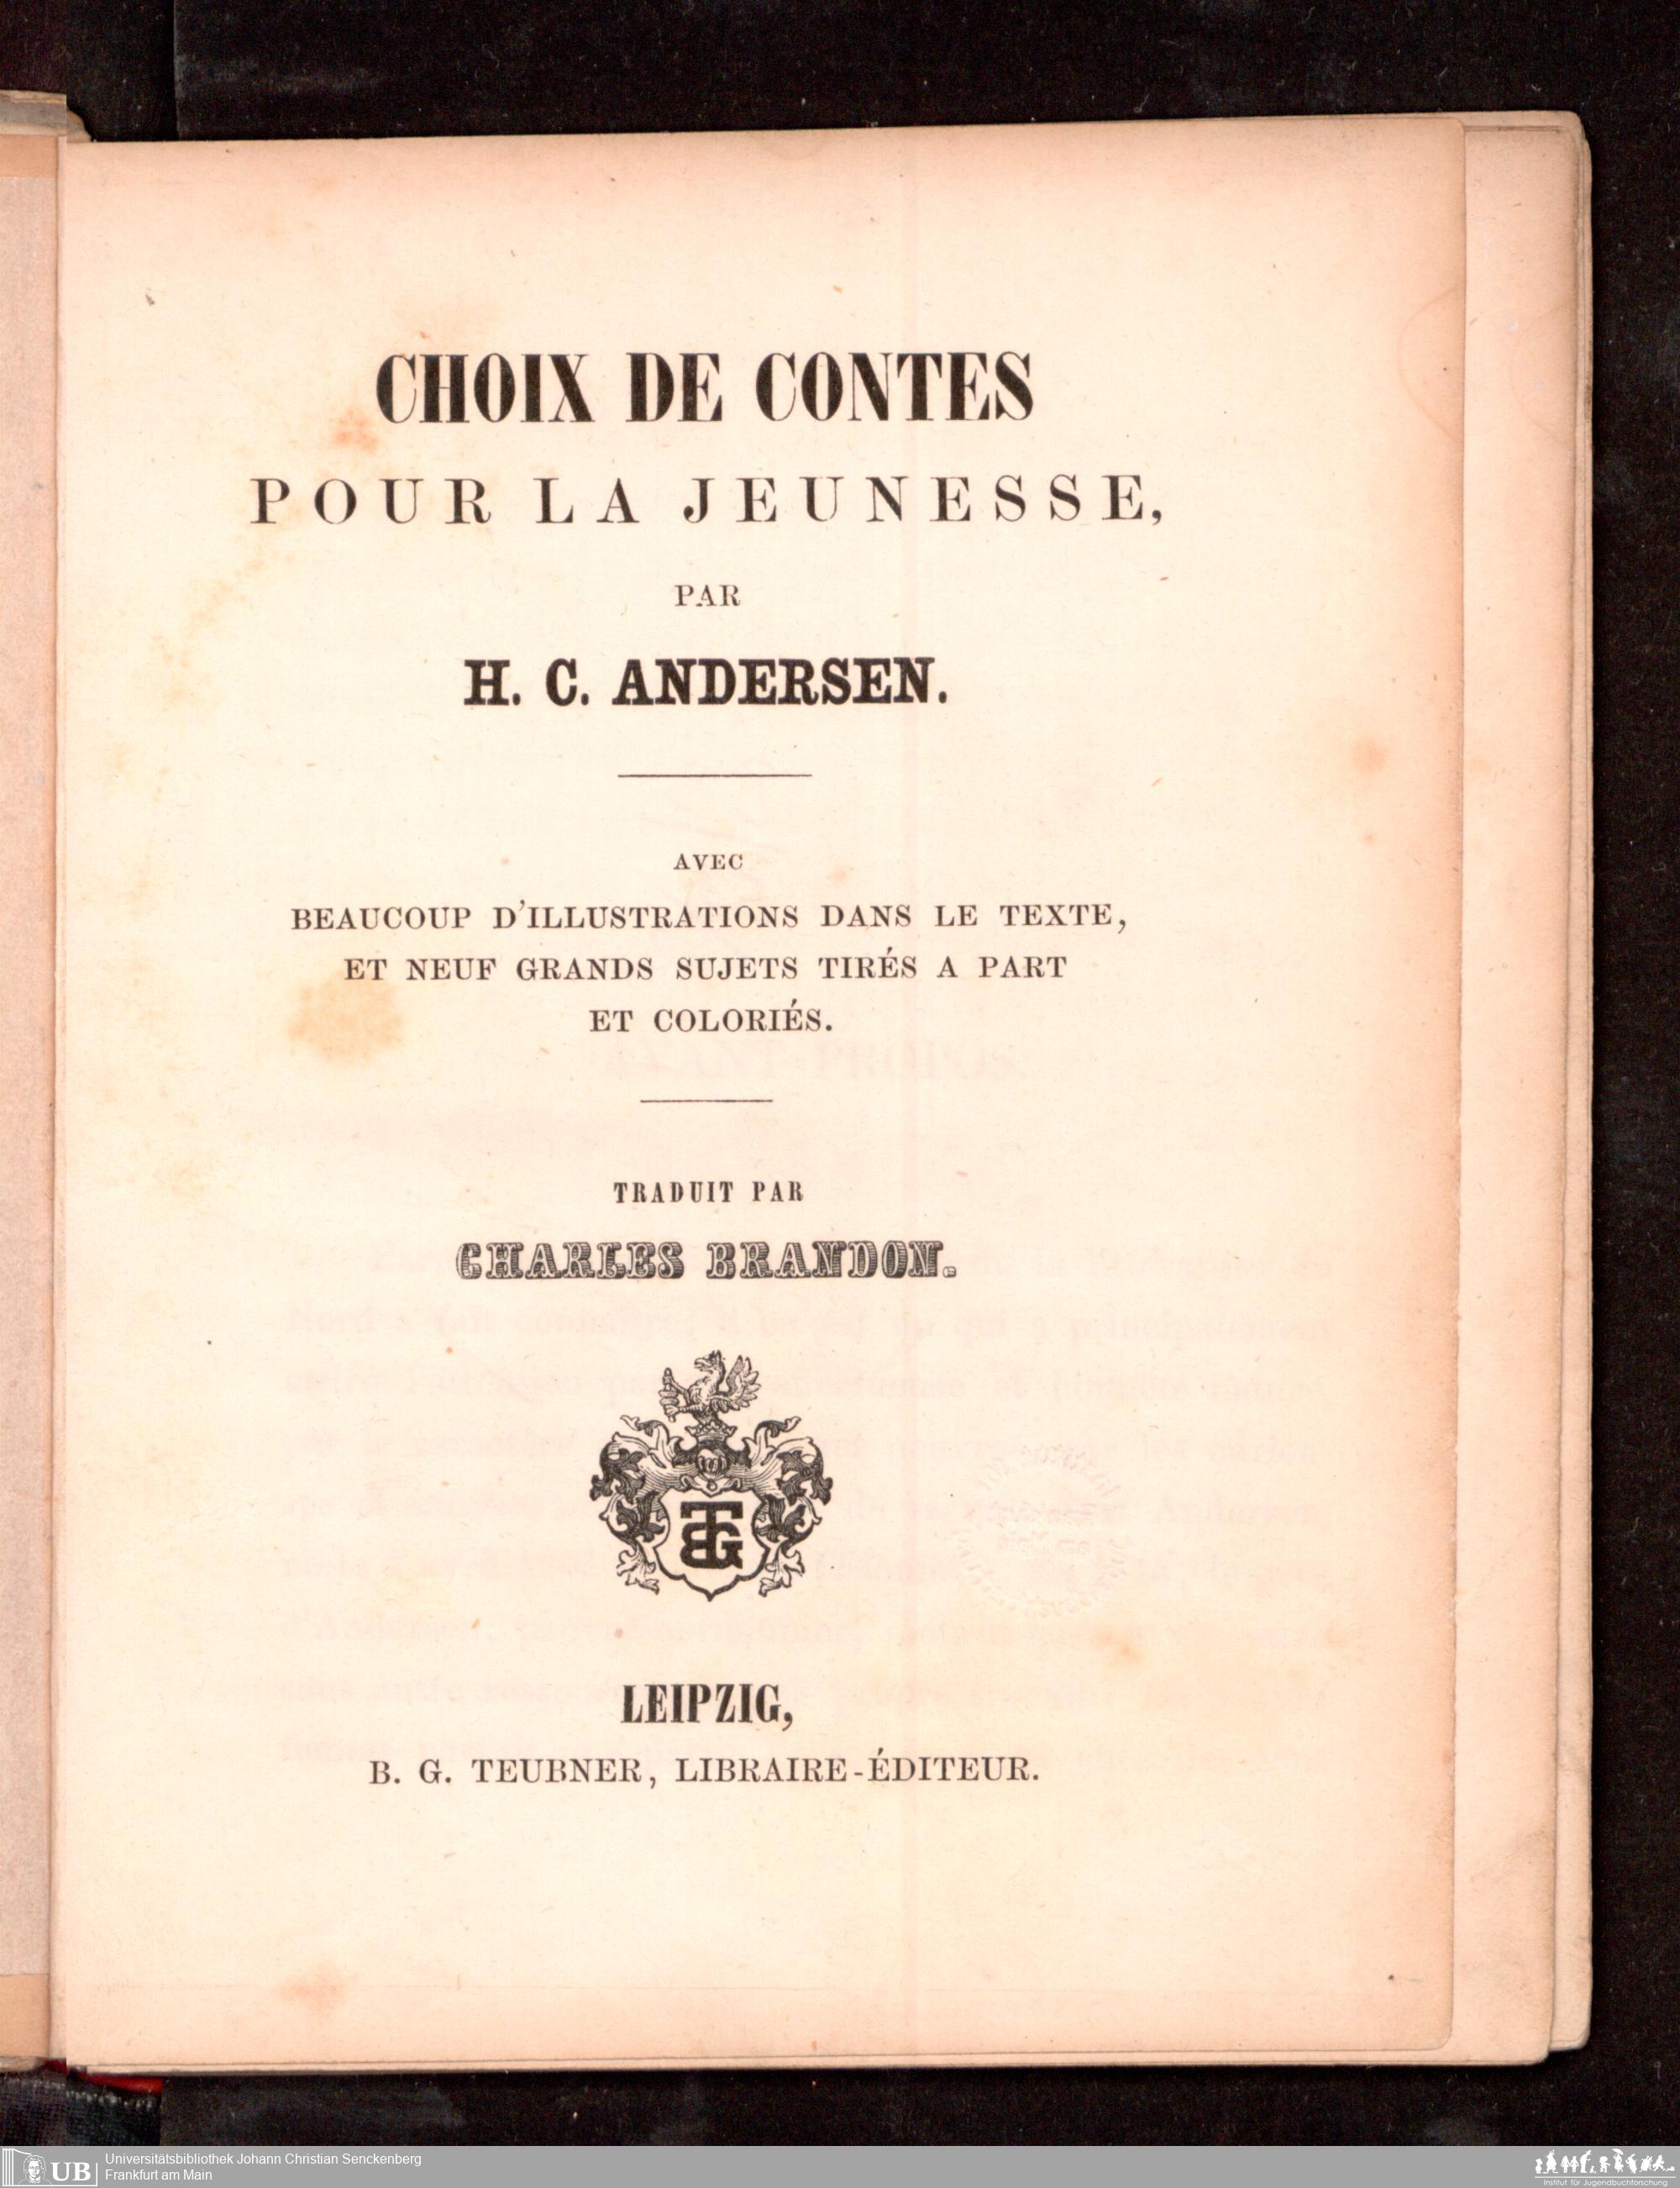 CHOIX DE CONTES
POUR LA JEUNESSE,
PAR
H. C. ANDERSEN.
AVEC
BEAUCOUP D'ILLUSTRATIONS DANS LE TEXTE,
ET NEUF GRANDS SUJETS TIRÉS A PART
ET COLORIÉS.
TRADUIT PAR
CHARLES BRANDON.
BTG
LEIPZIG,
B. G. TEUBNER, LIBRAIRE-ÉDITEUR.
UB
Universitätsbibliothek Johann Christian Senckenberg
Frankfurt am Main
Institut für Jugendbuchforschung